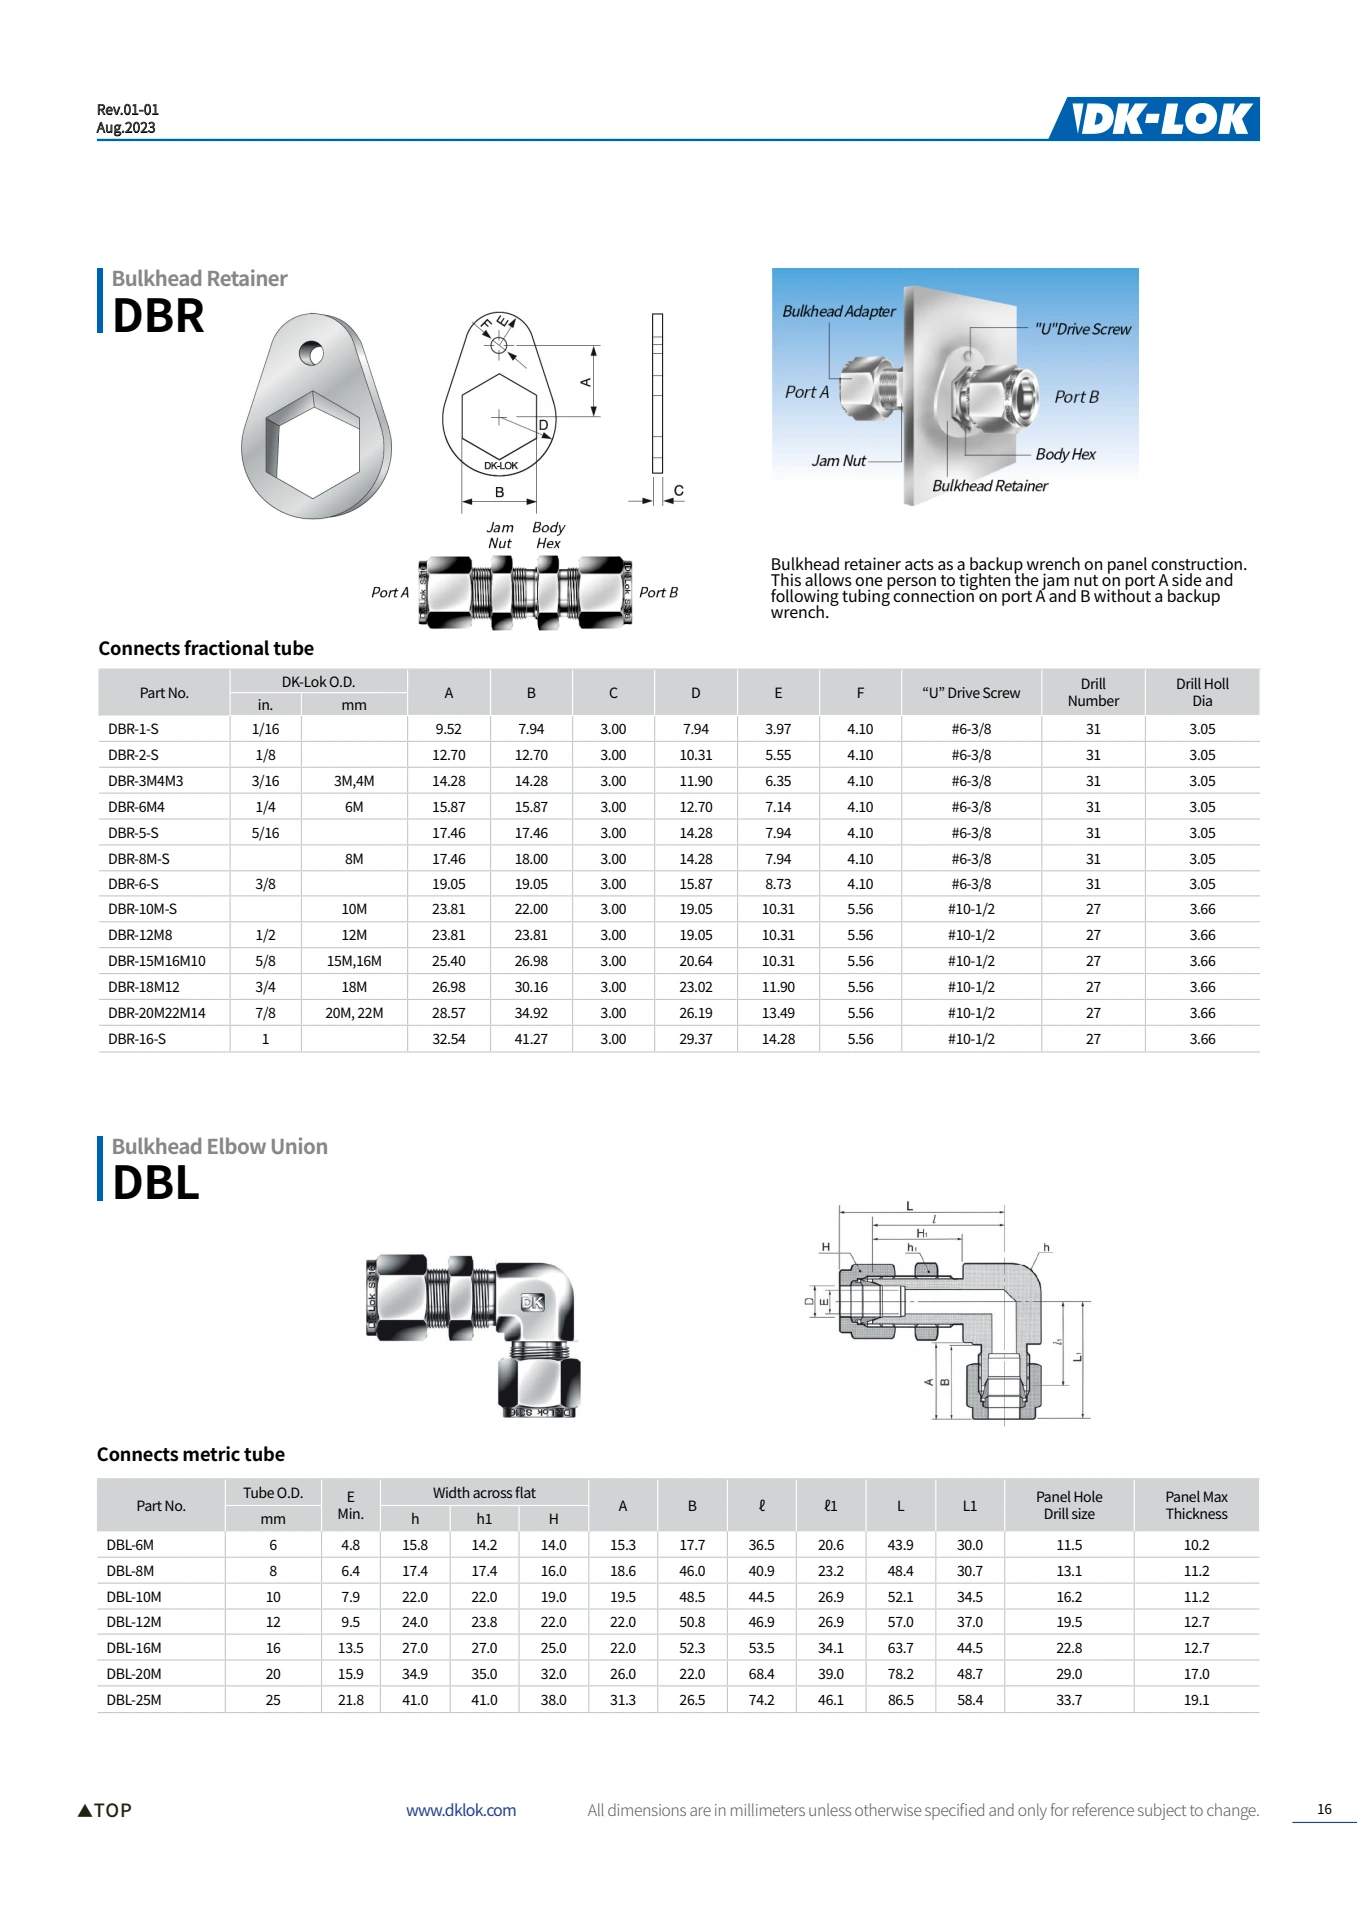 Rev.01-01
Aug.2023
DK-LOK
Bulkhead Retainer
DBR
F E
A
D
DK-LOK
B
C
Jam Nut
Body Hex
Port A
Port B
Bulkhead Adapter
"U"Drive Screw
Port A
Port B
Jam Nut
Body Hex
Bulkhead Retainer
Bulkhead retainer acts as a backup wrench on panel construction.
This allows one person to tighten the jam nut on port A side and
following tubing connection on port A and B without a backup
wrench.
Connects fractional tube
Part No. DK-Lok O.D. A B C D E F “U” Drive Screw Drill Number Drill Holl Dia
in. mm
DBR-1-S 1/16 9.52 7.94 3.00 7.94 3.97 4.10 #6-3/8 31 3.05
DBR-2-S 1/8 12.70 12.70 3.00 10.31 5.55 4.10 #6-3/8 31 3.05
DBR-3M4M3 3/16 3M,4M 14.28 14.28 3.00 11.90 6.35 4.10 #6-3/8 31 3.05
DBR-6M4 1/4 6M 15.87 15.87 3.00 12.70 7.14 4.10 #6-3/8 31 3.05
DBR-5-S 5/16 17.46 17.46 3.00 14.28 7.94 4.10 #6-3/8 31 3.05
DBR-8M-S 8M 17.46 18.00 3.00 14.28 7.94 4.10 #6-3/8 31 3.05
DBR-6-S 3/8 19.05 19.05 3.00 15.87 8.73 4.10 #6-3/8 31 3.05
DBR-10M-S 10M 23.81 22.00 3.00 19.05 10.31 5.56 #10-1/2 27 3.66
DBR-12M8 1/2 12M 23.81 23.81 3.00 19.05 10.31 5.56 #10-1/2 27 3.66
DBR-15M16M10 5/8 15M,16M 25.40 26.98 3.00 20.64 10.31 5.56 #10-1/2 27 3.66
DBR-18M12 3/4 18M 26.98 30.16 3.00 23.02 11.90 5.56 #10-1/2 27 3.66
DBR-20M22M14 7/8 20M, 22M 28.57 34.92 3.00 26.19 13.49 5.56 #10-1/2 27 3.66
DBR-16-S 1 32.54 41.27 3.00 29.37 14.28 5.56 #10-1/2 27 3.66
Bulkhead Elbow Union
DBL
DK
L
l
H1
H h1 h
D E
A B l1 L1
Connects metric tube
Part No. Tube O.D. E Min. Width across flat A B ℓ ℓ1 L L1 Panel Hole Drill size Panel Max Thickness
mm h h1 H
DBL-6M 6 4.8 15.8 14.2 14.0 15.3 17.7 36.5 20.6 43.9 30.0 11.5 10.2
DBL-8M 8 6.4 17.4 17.4 16.0 18.6 46.0 40.9 23.2 48.4 30.7 13.1 11.2
DBL-10M 10 7.9 22.0 22.0 19.0 19.5 48.5 44.5 26.9 52.1 34.5 16.2 11.2
DBL-12M 12 9.5 24.0 23.8 22.0 22.0 50.8 46.9 26.9 57.0 37.0 19.5 12.7
DBL-16M 16 13.5 27.0 27.0 25.0 22.0 52.3 53.5 34.1 63.7 44.5 22.8 12.7
DBL-20M 20 15.9 34.9 35.0 32.0 26.0 22.0 68.4 39.0 78.2 48.7 29.0 17.0
DBL-25M 25 21.8 41.0 41.0 38.0 31.3 26.5 74.2 46.1 86.5 58.4 33.7 19.1
▲TOP
www.dklok.com
All dimensions are in millimeters unless otherwise specified and only for reference subject to change.
16